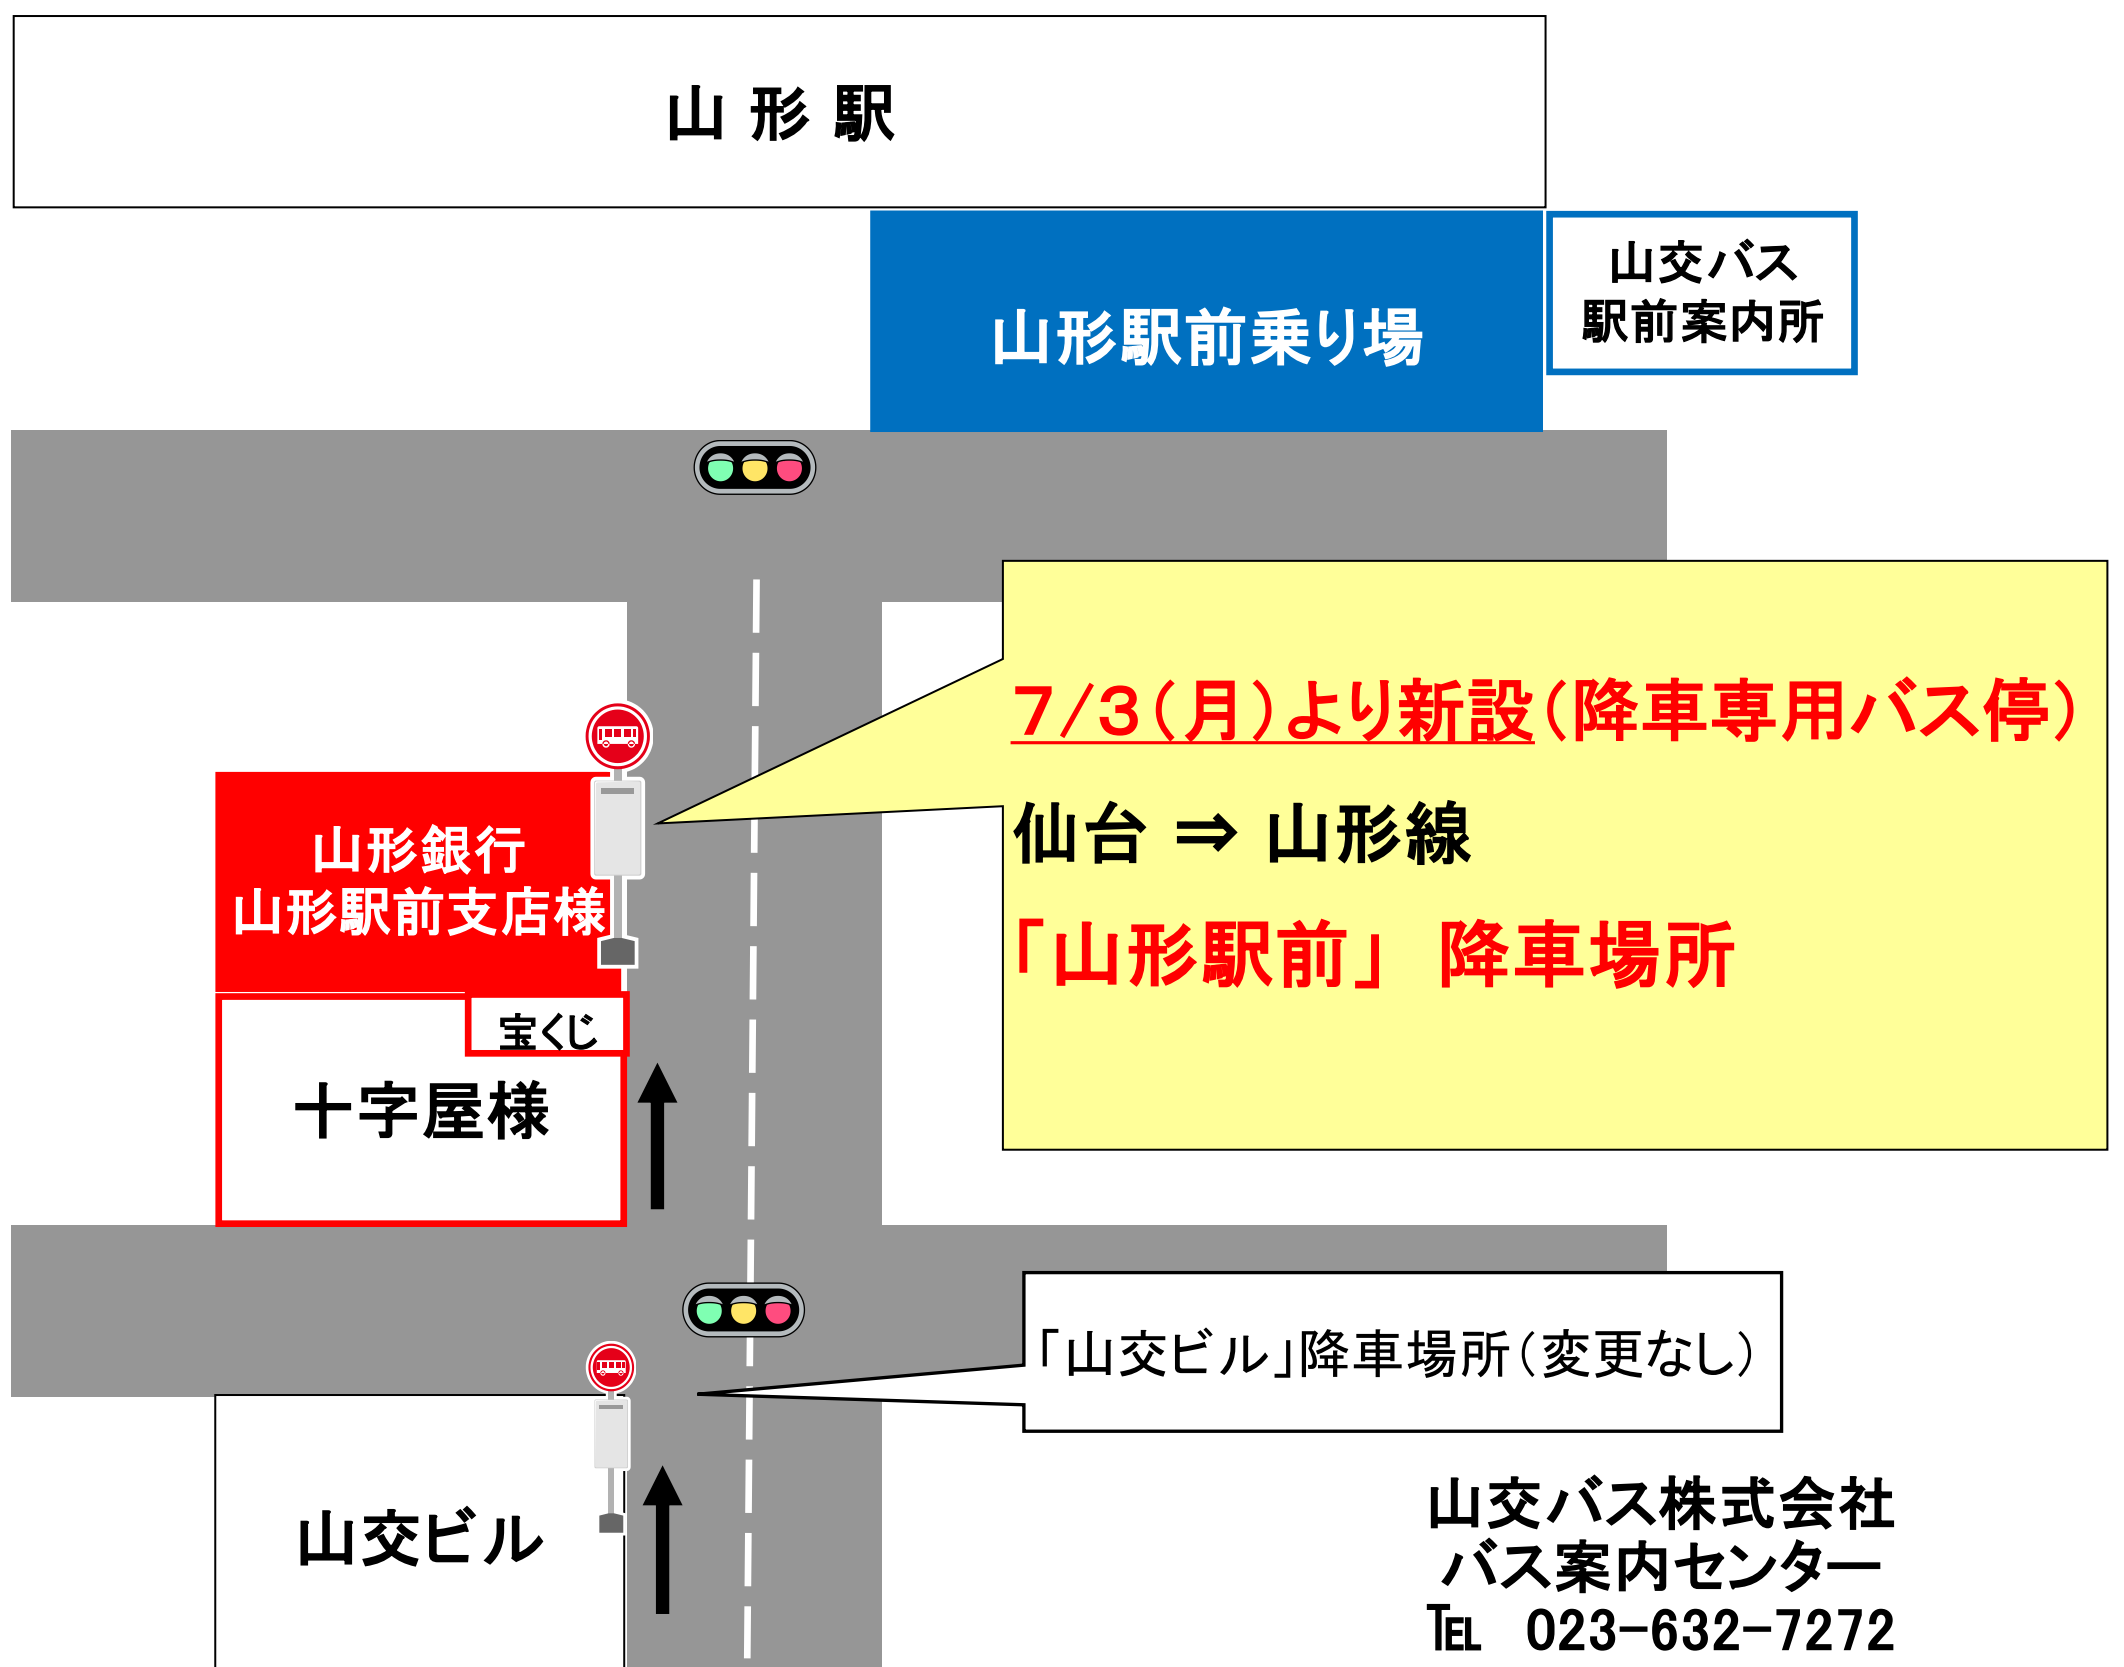 山 形 駅
山交バス
駅前案内所
山形駅前乗り場
7/3(月)より新設(降車専用バス停)
仙台 ⇒ 山形線
「山形駅前」 降車場所
山形銀行
山形駅前支店様
宝くじ
十字屋様
「山交ビル」降車場所(変更なし)
山交ビル
山交バス株式会社
バス案内センター
℡ 023-632-7272